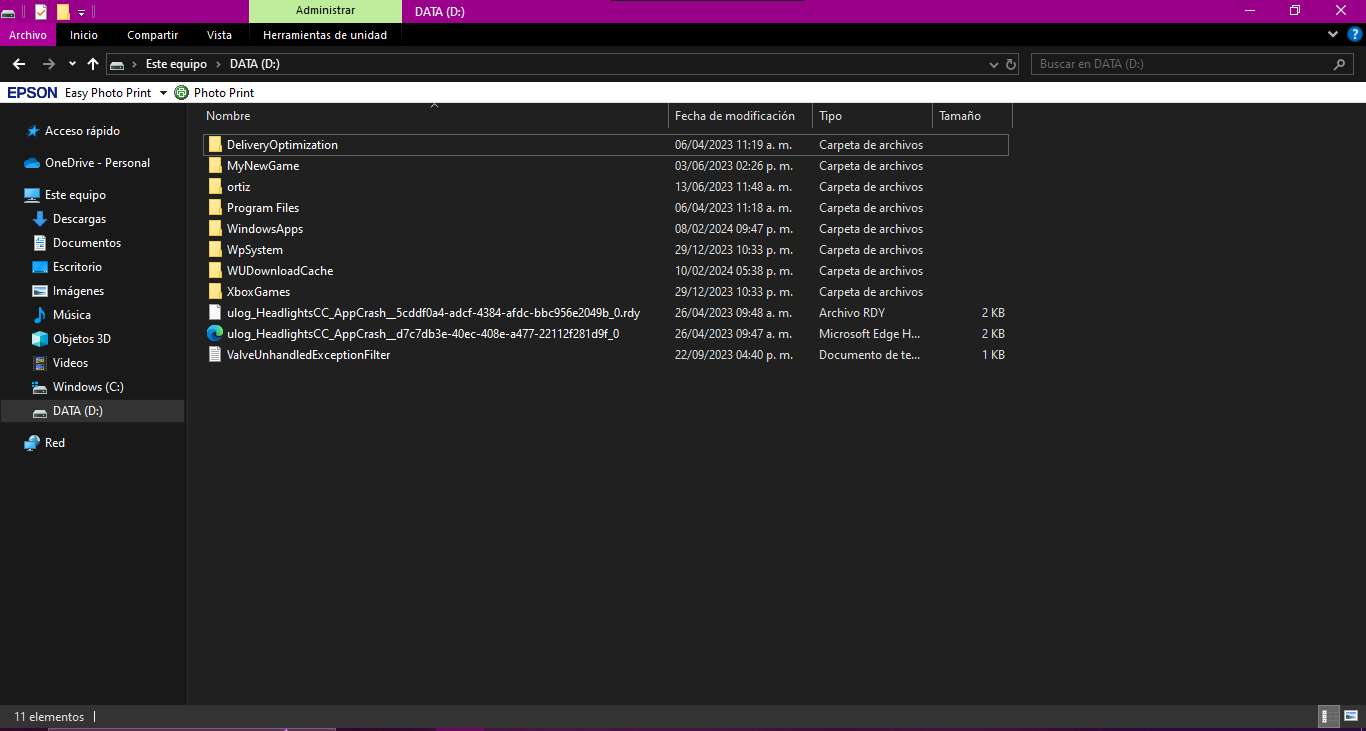 Administrar DATA (D:)
Archivo Inicio Compartir Vista Herramientas de unidad
Este equipo DATA (D:) Buscar en DATA (D:)
EPSON Easy Photo Print Photo Print
Nombre Fecha de modificación Tipo Tamaño
Acceso rápido
OneDrive - Personal
Este equipo
Descargas
Documentos
Escritorio
Imágenes
Música
Objetos 3D
Videos
Windows (C:)
DATA (D:)
Red
DeliveryOptimization 06/04/2023 11:19 a. m. Carpeta de archivos
MyNewGame 03/06/2023 02:26 p. m. Carpeta de archivos
ortiz 13/06/2023 11:48 a. m. Carpeta de archivos
Program Files 06/04/2023 11:18 a. m. Carpeta de archivos
WindowsApps 08/02/2024 09:47 p. m. Carpeta de archivos
WpSystem 29/12/2023 10:33 p. m. Carpeta de archivos
WUDownloadCache 10/02/2024 05:38 p. m. Carpeta de archivos
XboxGames 29/12/2023 10:33 p. m. Carpeta de archivos
ulog_HeadlightsCC_AppCrash__5cddf0a4-adcf-4384-afdc-bbc956e2049b_0.rdy 26/04/2023 09:48 a. m. Archivo RDY 2 KB
ulog_HeadlightsCC_AppCrash__d7c7db3e-40ec-408e-a477-22112f281d9f_0 26/04/2023 09:47 a. m. Microsoft Edge H... 2 KB
ValveUnhandledExceptionFilter 22/09/2023 04:40 p. m. Documento de te... 1 KB
11 elementos